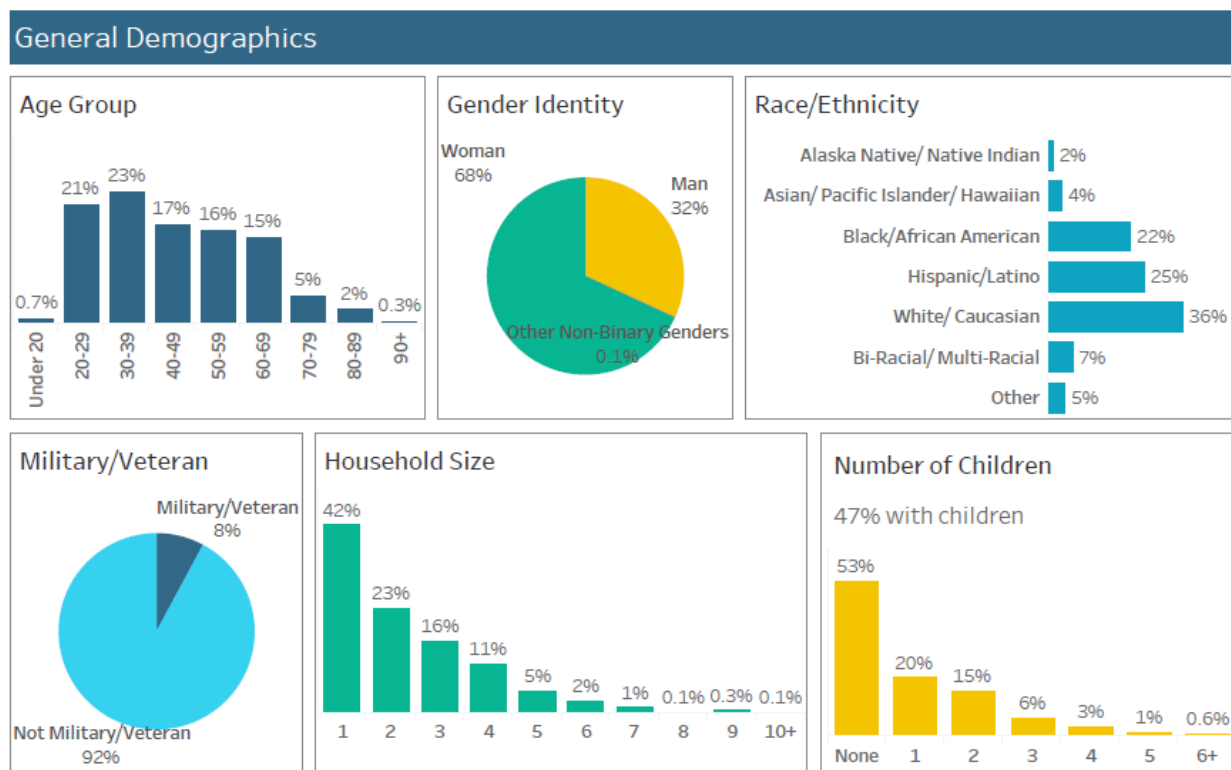 General Demographics
Age Group
0.7%
21%
23%
17%
16%
15%
5%
2%
0.3%
Under 20
20-29
30-39
40-49
50-59
60-69
70-79
80-89
90+
Gender Identity
Woman
68%
Man
32%
Other Non-Binary Genders
0.1%
Race/Ethnicity
Alaska Native/ Native Indian 2%
Asian/ Pacific Islander/ Hawaiian 4%
Black/African American 22%
Hispanic/Latino 25%
White/ Caucasian 36%
Bi-Racial/ Multi-Racial 7%
Other 5%
Military/Veteran
Military/Veteran
8%
Not Military/Veteran
92%
Household Size
42%
23%
16%
11%
5%
2%
1%
0.1%
0.3%
0.1%
1 2 3 4 5 6 7 8 9 10+
Number of Children
47% with children
53%
20%
15%
6%
3%
1%
0.6%
None 1 2 3 4 5 6+